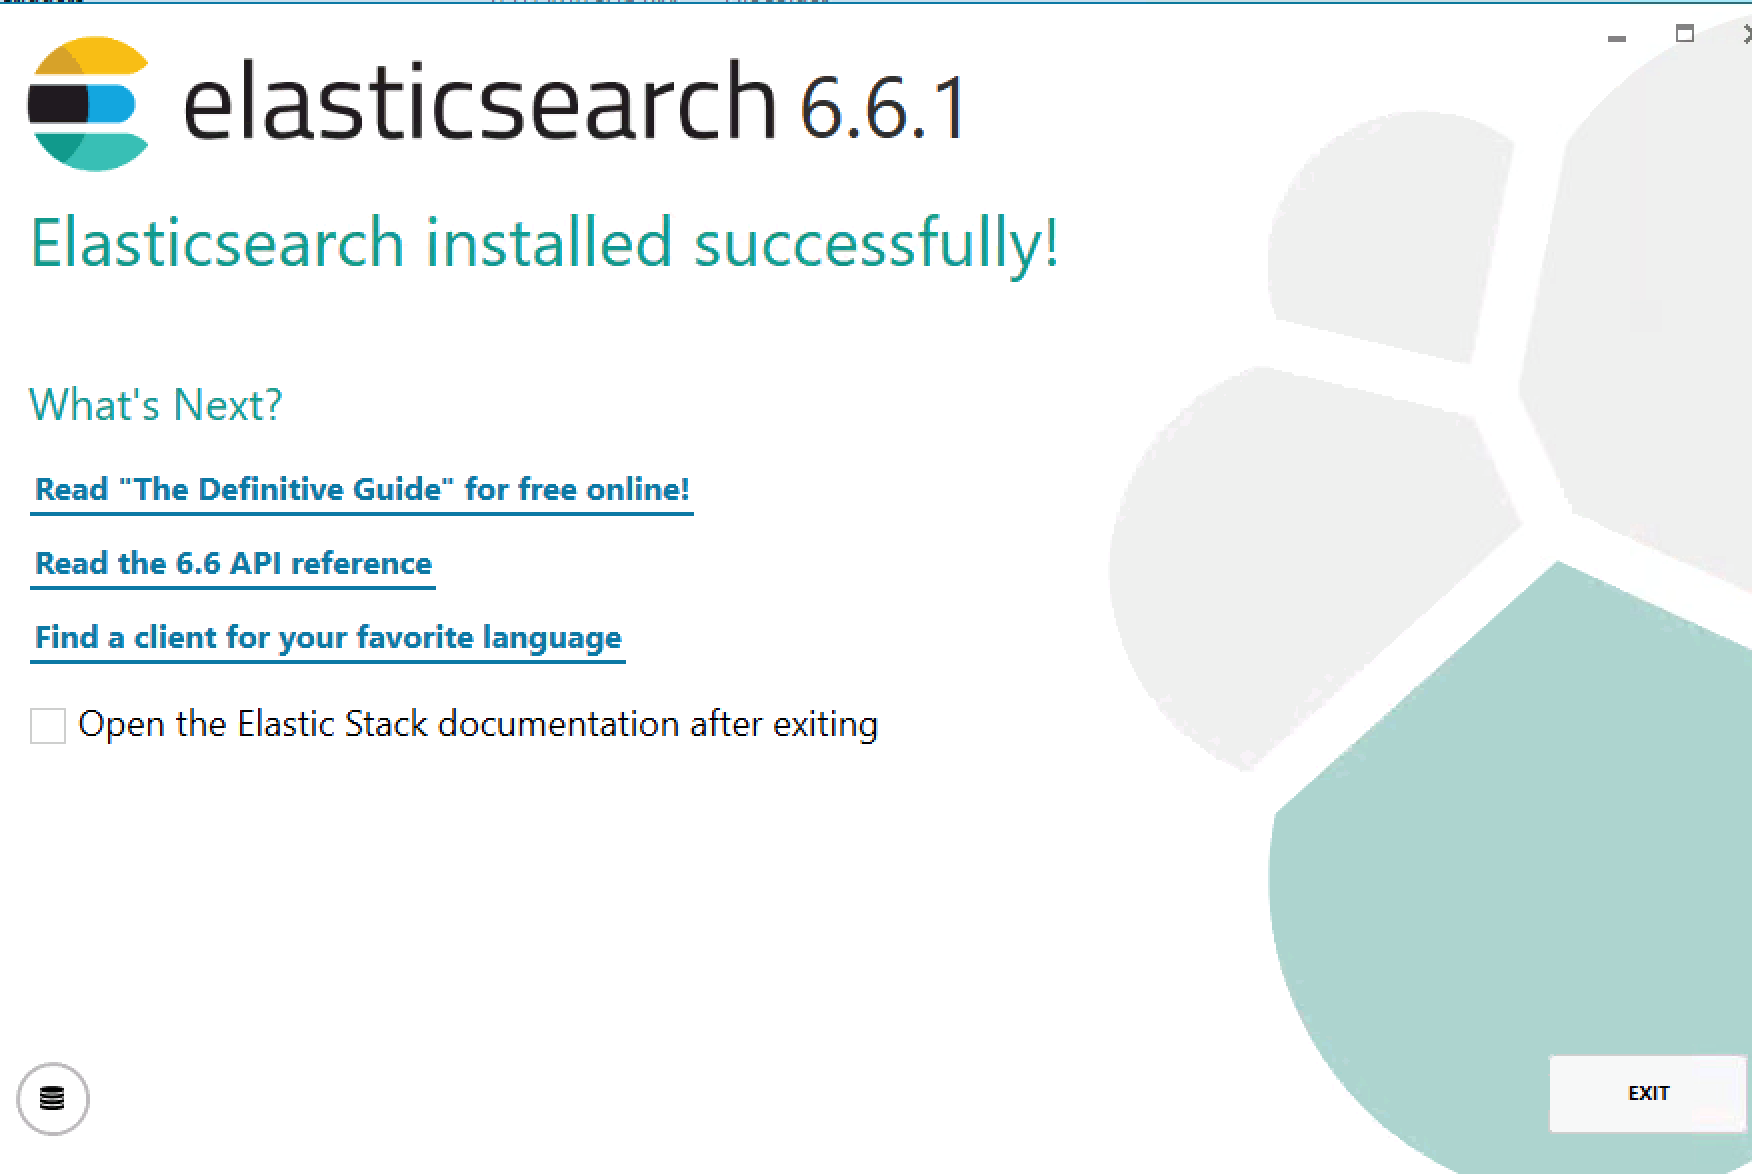 elasticsearch 6.6.1
Elasticsearch installed successfully!
What's Next?
Read "The Definitive Guide" for free online!
Read the 6.6 API reference
Find a client for your favorite language
Open the Elastic Stack documentation after exiting
EXIT